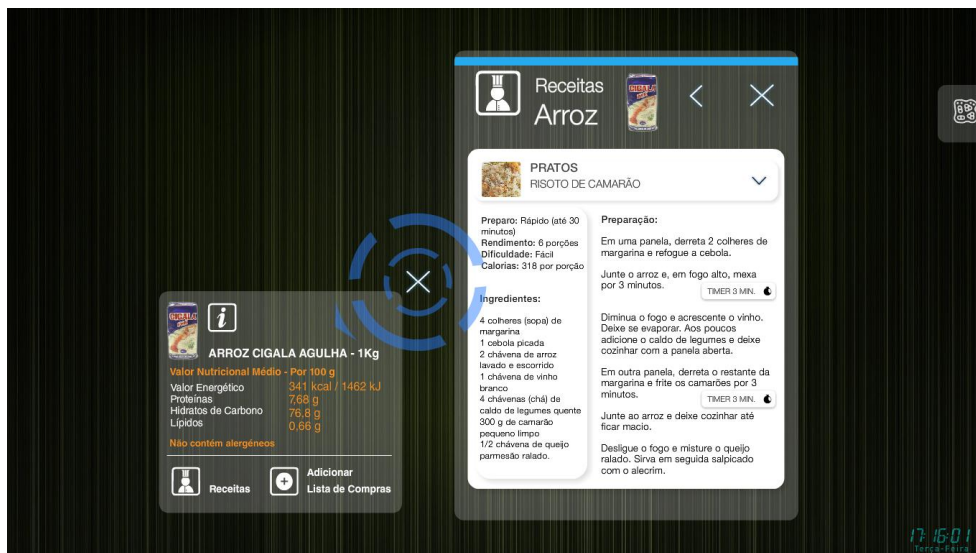 Receitas
Arroz
CIGALA
PRATOS
RISOTO DE CAMARÃO
Preparo: Rápido (até 30
minutos)
Rendimento: 6 porções
Dificuldade: Fácil
Calorias: 318 por porção
Ingredientes:
4 colheres (sopa) de
margarina
1 cebola picada
2 chávena de arroz
lavado e escorrido
1 chávena de vinho
branco
4 chávenas (chá) de
caldo de legumes quente
300 g de camarão
pequeno limpo
1/2 chávena de queijo
parmesão ralado.
Preparação:
Em uma panela, derreta 2 colheres de
margarina e refogue a cebola.
Junte o arroz e, em fogo alto, mexa
por 3 minutos.
TIMER 3 MIN.
Diminua o fogo e acrescente o vinho.
Deixe se evaporar. Aos poucos
adicione o caldo de legumes e deixe
cozinhar com a panela aberta.
Em outra panela, derreta o restante da
margarina e frite os camarões por 3
minutos.
TIMER 3 MIN.
Junte ao arroz e deixe cozinhar até
ficar macio.
Desligue o fogo e misture o queijo
ralado. Sirva em seguida salpicado
com o alecrim.
CIGALA
i
ARROZ CIGALA AGULHA - 1Kg
Valor Nutricional Médio - Por 100 g
Valor Energético 341 kcal / 1462 kJ
Proteínas 7,68 g
Hidratos de Carbono 76,8 g
Lípidos 0,66 g
Não contém alergéneos
Receitas
Adicionar
Lista de Compras
17:16:01
Terça-Feira